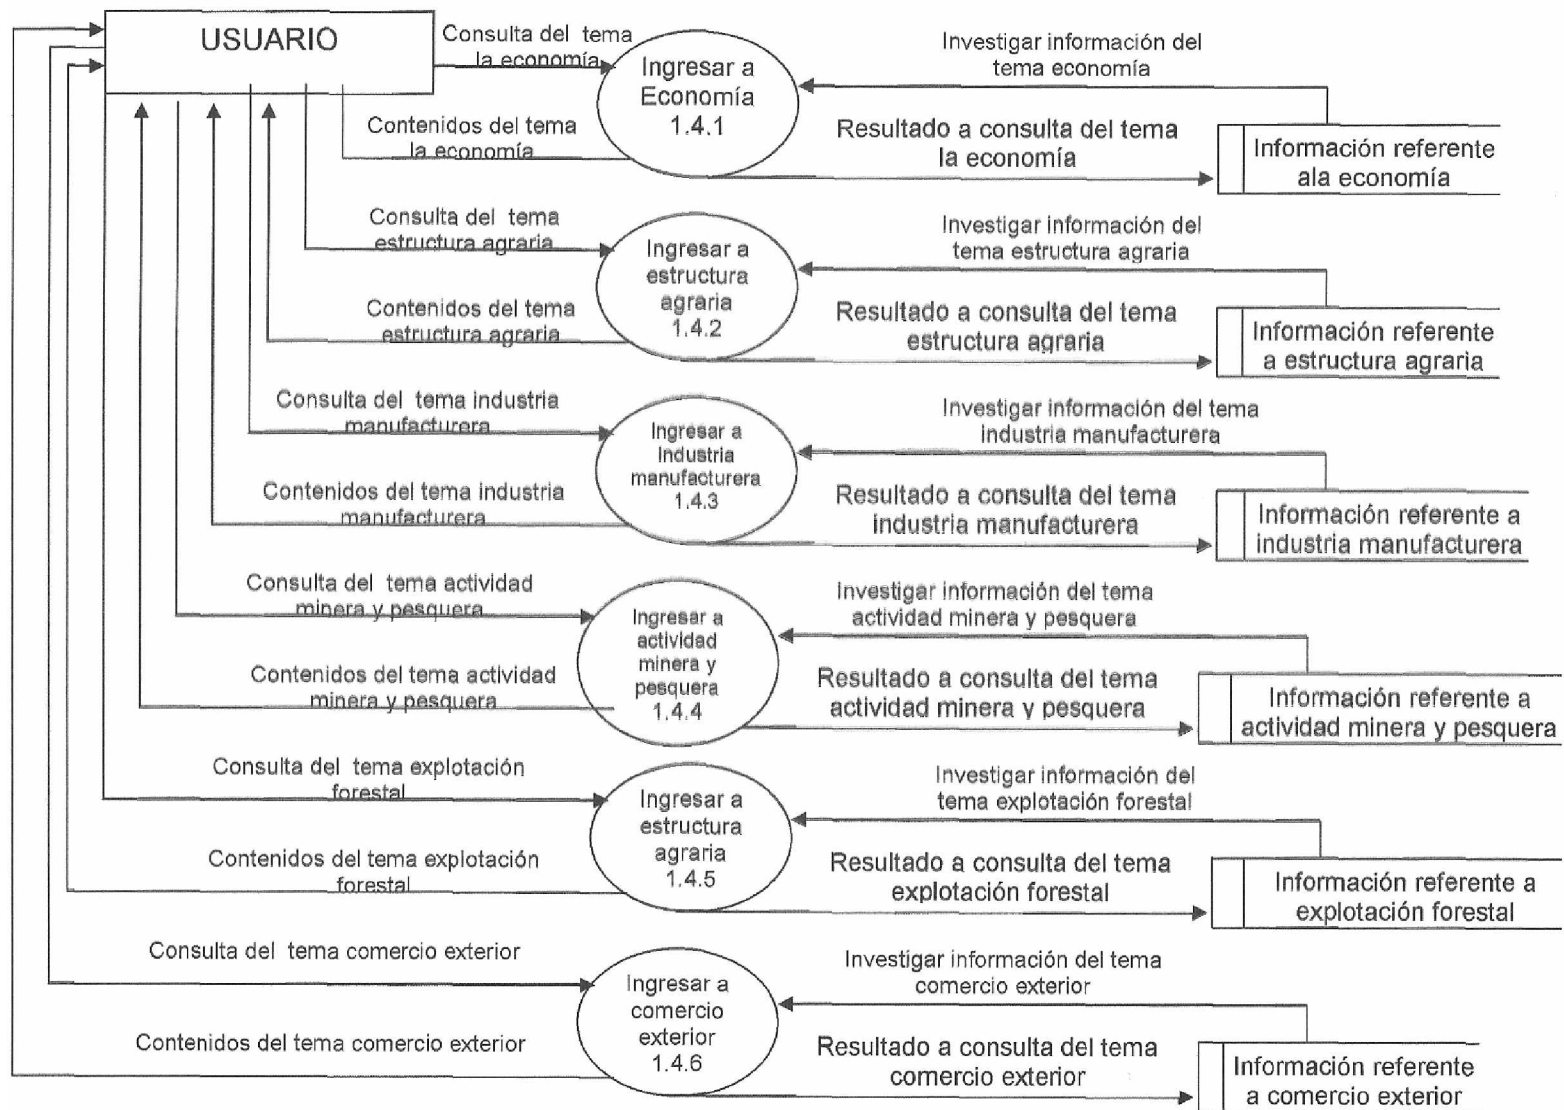 USUARIO
Consulta del tema
la economía
Ingresar a
Economía
1.4.1
Investigar información del
tema economía
Contenidos del tema
la economía
Resultado a consulta del tema
la economía
Información referente
ala economía
Consulta del tema
estructura agraria
Ingresar a
estructura
agraria
1.4.2
Investigar información del
tema estructura agraria
Contenidos del tema
estructura agraria
Resultado a consulta del tema
estructura agraria
Información referente
a estructura agraria
Consulta del tema industria
manufacturera
Ingresar a
Industria
manufacturera
1.4.3
Investigar información del tema
industria manufacturera
Contenidos del tema industria
manufacturera
Resultado a consulta del tema
industria manufacturera
Información referente a
industria manufacturera
Consulta del tema actividad
minera y pesquera
Ingresar a
actividad
minera y
pesquera
1.4.4
Investigar información del tema
actividad minera y pesquera
Contenidos del tema actividad
minera y pesquera
Resultado a consulta del tema
actividad minera y pesquera
Información referente a
actividad minera y pesquera
Consulta del tema explotación
forestal
Ingresar a
estructura
agraria
1.4.5
Investigar información del
tema explotación forestal
Contenidos del tema explotación
forestal
Resultado a consulta del tema
explotación forestal
Información referente a
explotación forestal
Consulta del tema comercio exterior
Ingresar a
comercio
exterior
1.4.6
Investigar información del tema
comercio exterior
Contenidos del tema comercio exterior
Resultado a consulta del tema
comercio exterior
Información referente
a comercio exterior